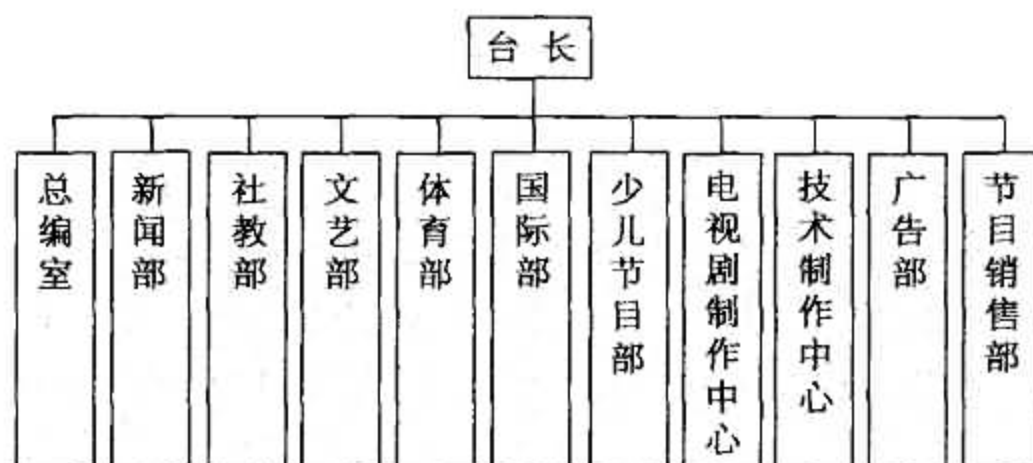 台长
总编室
新闻部
社教部
文艺部
体育部
国际部
少儿节目部
电视剧制作中心
技术制作中心
广告部
节目销售部